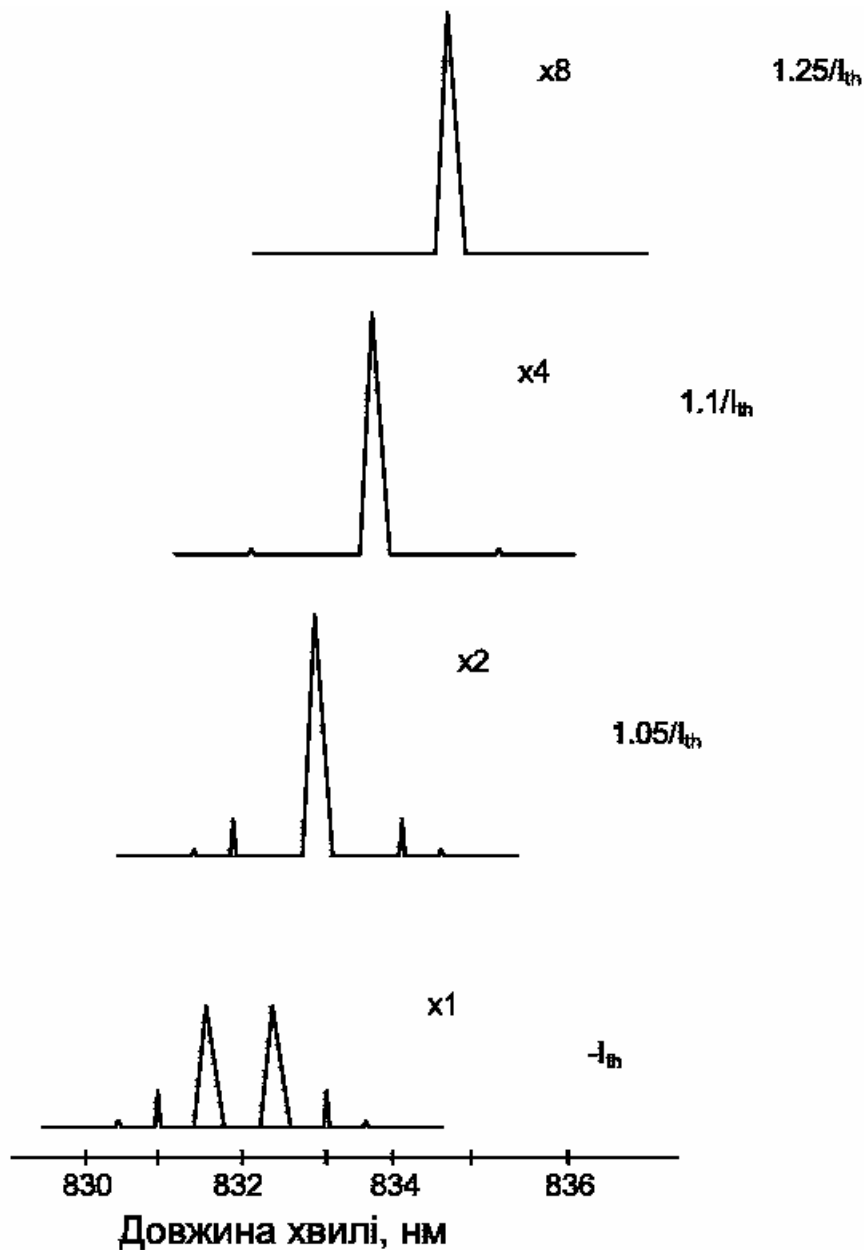 x8 1.25/Ith
x4
1.1/Ith
x2
1.05/Ith
x1
-Ith
830 832 834 836
Довжина хвилі, нм